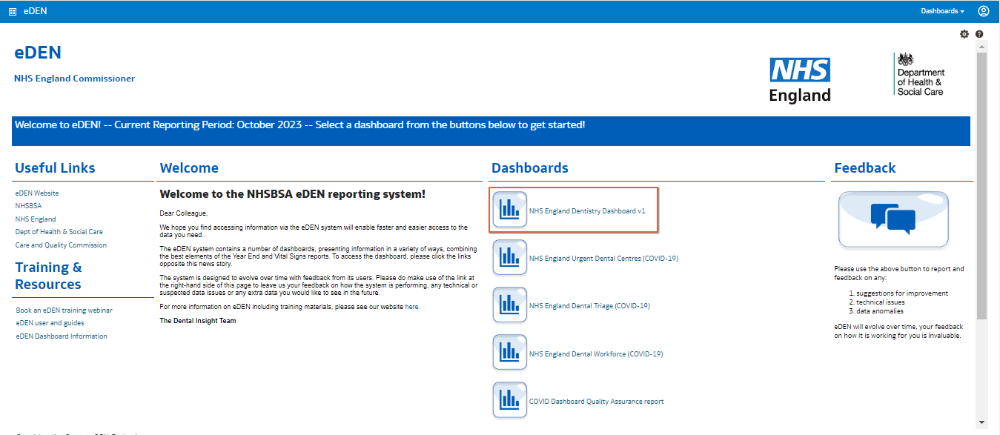 eDEN
Dashboards
eDEN
NHS England Commissioner
NHS
England
Department
of Health &
Social Care
Welcome to eDEN! -- Current Reporting Period: October 2023 -- Select a dashboard from the buttons below to get started!
Useful Links
eDEN Website
NHSBSA
NHS England
Dept of Health & Social Care
Care and Quality Commission
Training &
Resources
Book an eDEN training webinar
eDEN user and guides
eDEN Dashboard Information
Welcome
Welcome to the NHSBSA eDEN reporting system!
Dear Colleague,
We hope you find accessing information via the eDEN system will enable faster and easier access to the
data you need..
The eDEN system contains a number of dashboards, presenting information in a variety of ways, combining
the best elements of the Year End and Vital Signs reports. To access the dashboard, please click the links
opposite this news story.
The system is designed to evolve over time with feedback from its users. Please do make use of the link at
the right-hand side of this page to leave us your feedback on how the system is performing, any technical or
suspected data issues or any extra data you would like to see in the future.
For more information on eDEN including training materials, please see our website here.
The Dental Insight Team
Dashboards
NHS England Dentistry Dashboard v1
NHS England Urgent Dental Centres (COVID-19)
NHS England Dental Triage (COVID-19)
NHS England Dental Workforce (COVID-19)
COVID Dashboard Quality Assurance report
Feedback
Please use the above button to report and
feedback on any:
1. suggestions for improvement
2. technical issues
3. data anomalies
eDEN will evolve over time, your feedback
on how it is working for you is invaluable.